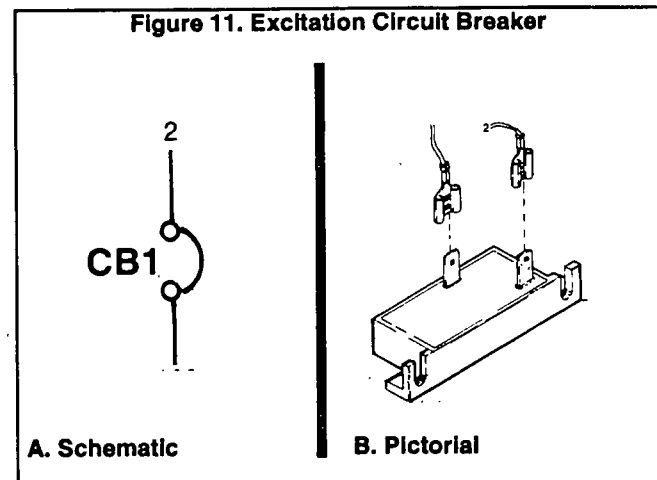 Figure 11. Excitation Circuit Breaker
2
2
CB1
A. Schematic
B. Pictorial